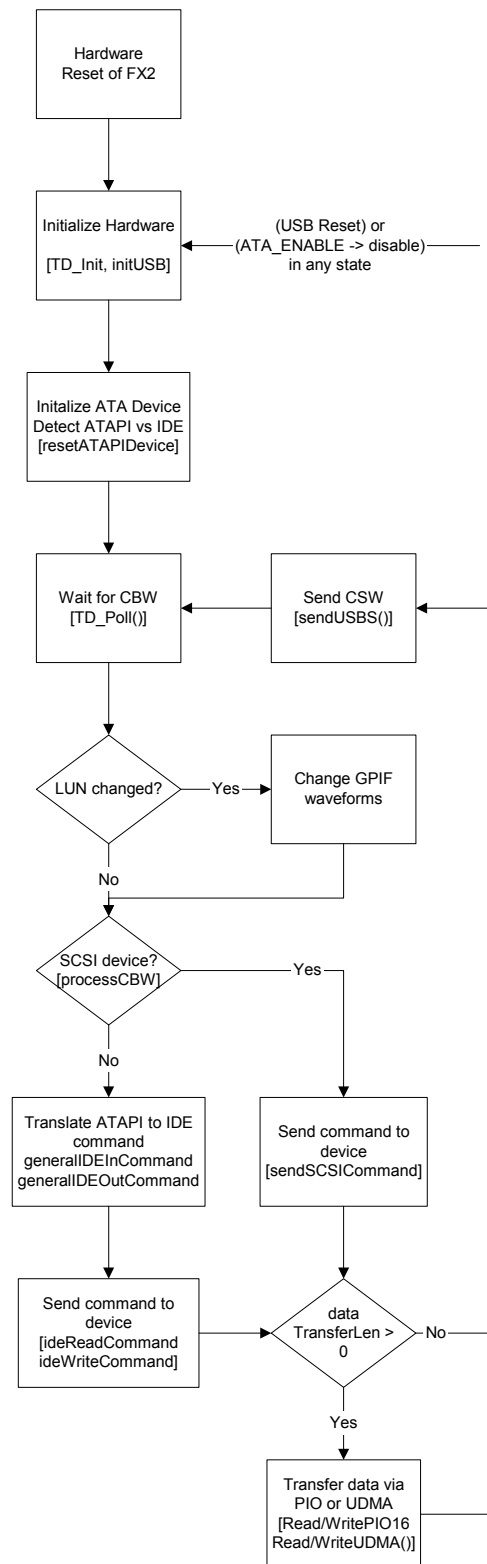 Hardware
Reset of FX2
Initialize Hardware
[TD_Init, initUSB]
(USB Reset) or
(ATA_ENABLE -> disable)
in any state
Initalize ATA Device
Detect ATAPI vs IDE
[resetATAPIDevice]
Wait for CBW
[TD_Poll()]
Send CSW
[sendUSBS()]
LUN changed?
Yes
Change GPIF
waveforms
No
SCSI device?
[processCBW]
Yes
No
Translate ATAPI to IDE
command
generalIDEInCommand
generalIDEOutCommand
Send command to
device
[sendSCSICommand]
Send command to
device
[ideReadCommand
ideWriteCommand]
data
TransferLen >
0
No
Yes
Transfer data via
PIO or UDMA
[Read/WritePIO16
Read/WriteUDMA()]